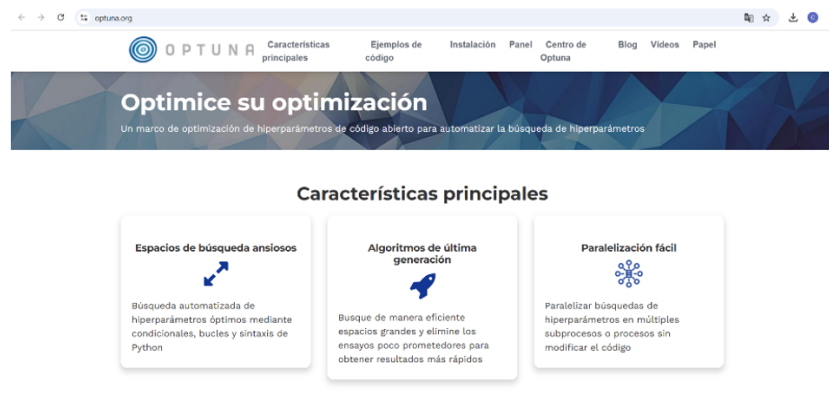 optuna.org
OPTUNA
Características principales
Ejemplos de código
Instalación
Panel
Centro de Optuna
Blog
Vídeos
Papel
Optimice su optimización
Un marco de optimización de hiperparámetros de código abierto para automatizar la búsqueda de hiperparámetros
Características principales
Espacios de búsqueda ansiosos
Búsqueda automatizada de
hiperparámetros óptimos mediante
condicionales, bucles y sintaxis de
Python
Algoritmos de última
generación
Busque de manera eficiente
espacios grandes y elimine los
ensayos poco prometedores para
obtener resultados más rápidos
Paralelización fácil
Paralelizar búsquedas de
hiperparámetros en múltiples
subprocesos o procesos sin
modificar el código